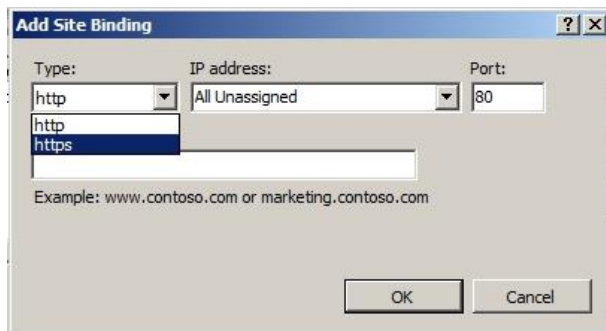 Add Site Binding
Type: IP address: Port:
http All Unassigned 80
http
https
Example: www.contoso.com or marketing.contoso.com
OK Cancel